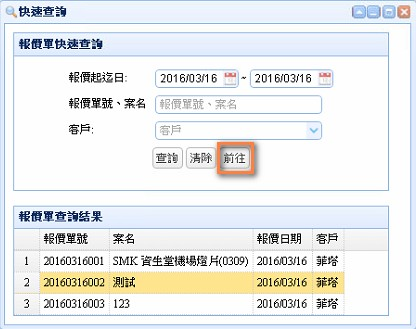 快速查詢
報價單快速查詢
報價起迄日: 2016/03/16 ~ 2016/03/16
報價單號、案名 報價單號、案名
客戶: 客戶
查詢 清除 前往
報價單查詢結果
報價單號 案名 報價日期 客戶
1 20160316001 SMK 資生堂機場燈片(0309) 2016/03/16 菲塔
2 20160316002 測試 2016/03/16 菲塔
3 20160316003 123 2016/03/16 菲塔